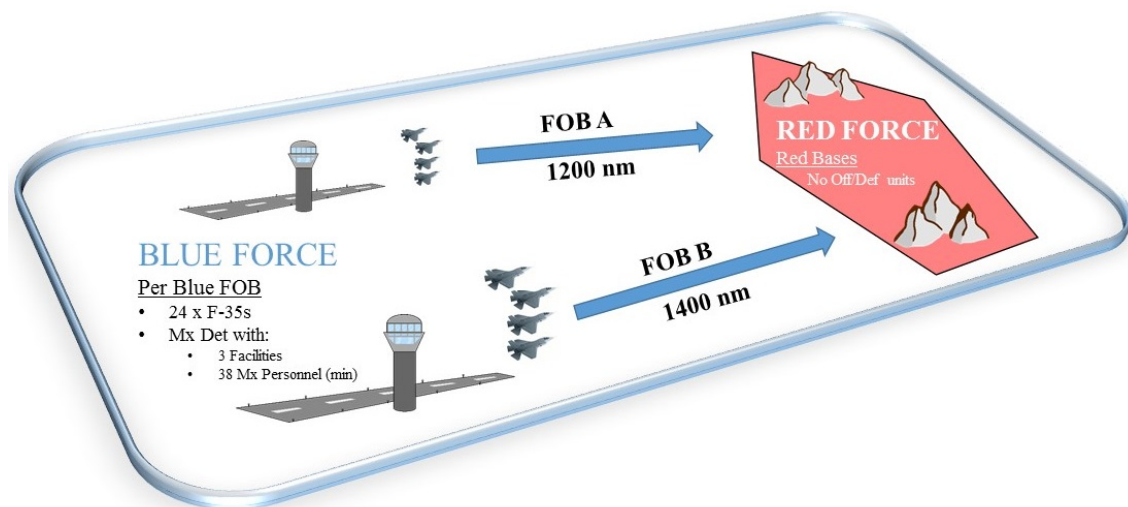 FOB A
1200 nm
RED FORCE
Red Bases
No Off/Def units
BLUE FORCE
Per Blue FOB
• 24 x F-35s
• Mx Det with:
• 3 Facilities
• 38 Mx Personnel (min)
FOB B
1400 nm